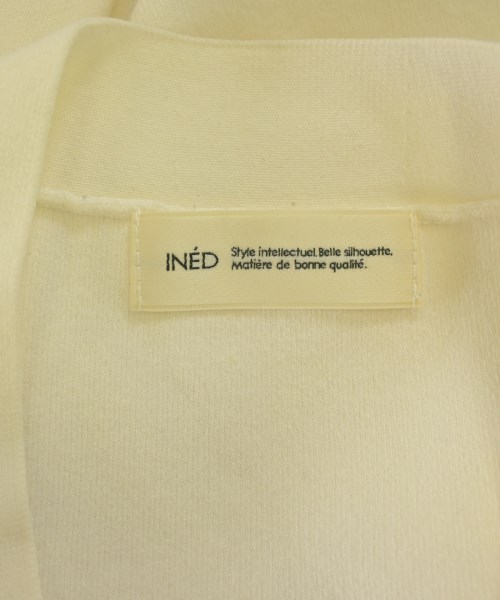 INÉD
Style intellectuel. Belle silhouette.
Matière de bonne qualité.